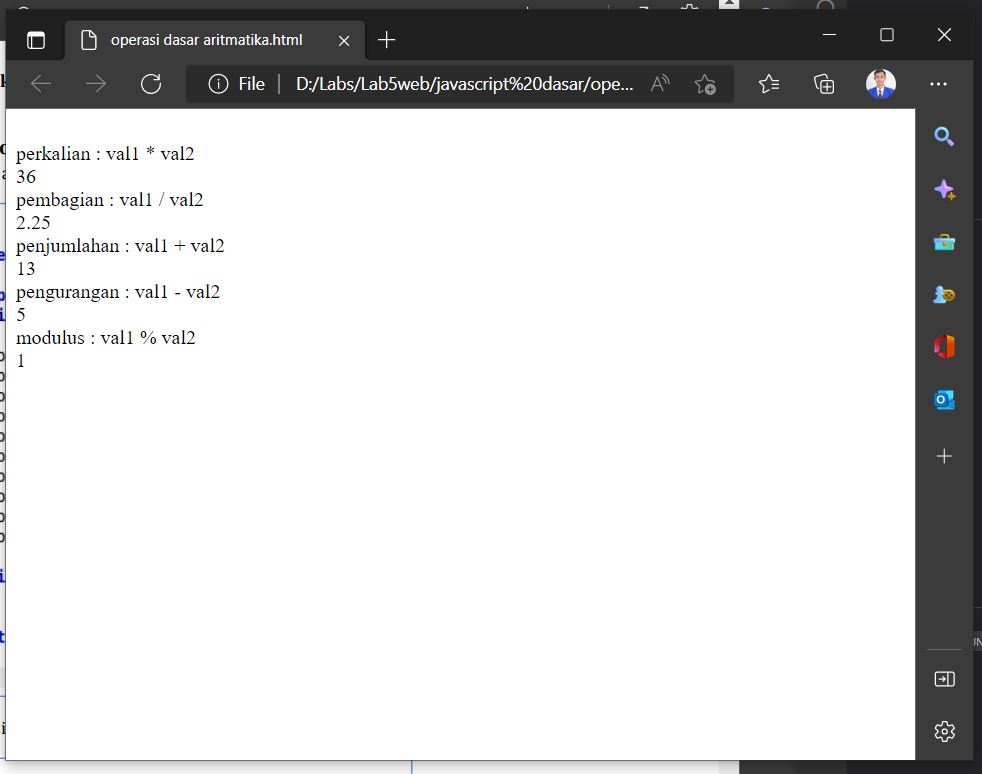 operasi dasar aritmatika.html
File
D:/Labs/Lab5web/javascript%20dasar/ope...
perkalian : val1 * val2
36
pembagian : val1 / val2
2.25
penjumlahan : val1 + val2
13
pengurangan : val1 - val2
5
modulus : val1 % val2
1